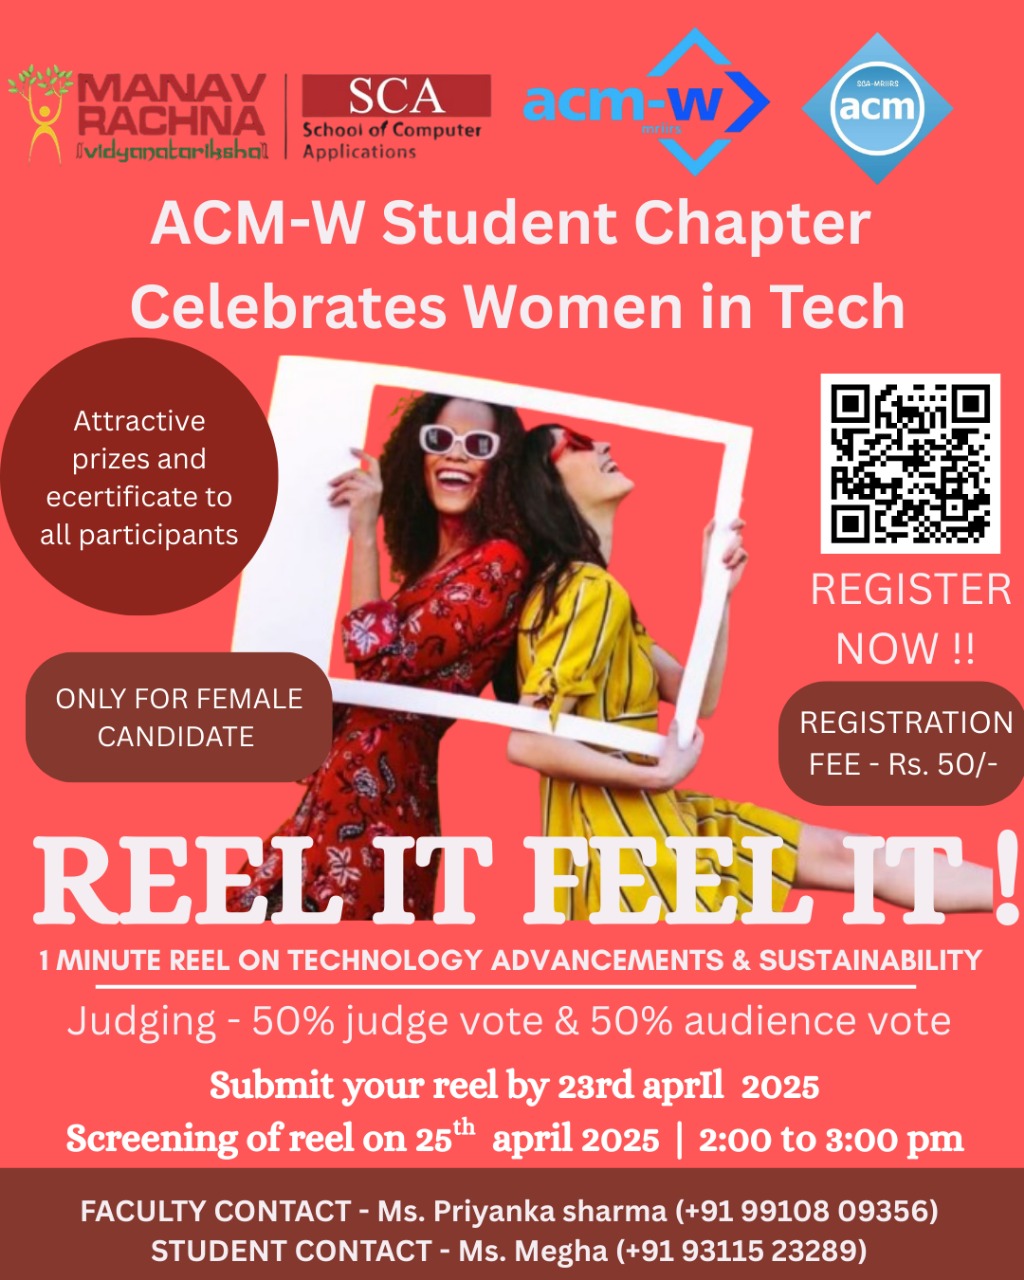 MANAV
RACHNA
vidyanatariksha
SCA
School of Computer
Applications
acm-w
mriirs
SCA-MRIIRS
acm
ACM-W Student Chapter
Celebrates Women in Tech
Attractive
prizes and
ecertificate to
all participants
REGISTER
NOW !!
ONLY FOR FEMALE
CANDIDATE
REGISTRATION
FEE - Rs. 50/-
REEL IT FEEL IT !
1 MINUTE REEL ON TECHNOLOGY ADVANCEMENTS & SUSTAINABILITY
Judging - 50% judge vote & 50% audience vote
Submit your reel by 23rd aprIl 2025
Screening of reel on 25th april 2025 | 2:00 to 3:00 pm
FACULTY CONTACT - Ms. Priyanka sharma (+91 99108 09356)
STUDENT CONTACT - Ms. Megha (+91 93115 23289)